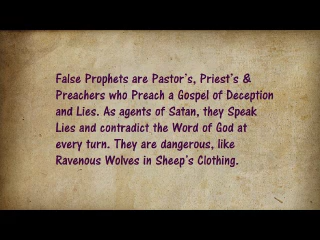 False Prophets are Pastor's, Priest's &
Preachers who Preach a Gospel of Deception
and Lies. As agents of Satan, they Speak
Lies and contradict the Word of God at
every turn. They are dangerous, like
Ravenous Wolves in Sheep's Clothing.